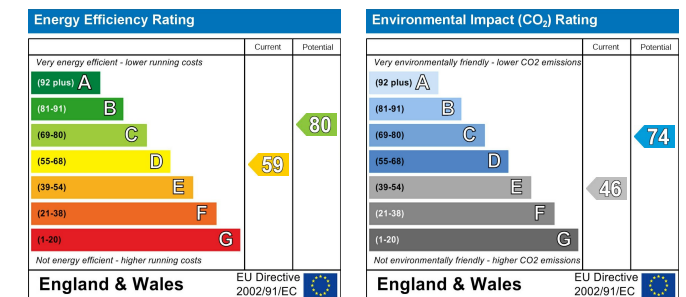 Energy Efficiency Rating
Current Potential
Very energy efficient - lower running costs
(92 plus) A
(81-91) B
(69-80) C
(55-68) D
(39-54) E
(21-38) F
(1-20) G
59
80
Not energy efficient - higher running costs
England & Wales
EU Directive
2002/91/EC
Environmental Impact (CO₂) Rating
Current Potential
Very environmentally friendly - lower CO2 emissions
(92 plus) A
(81-91) B
(69-80) C
(55-68) D
(39-54) E
(21-38) F
(1-20) G
46
74
Not environmentally friendly - higher CO2 emissions
England & Wales
EU Directive
2002/91/EC